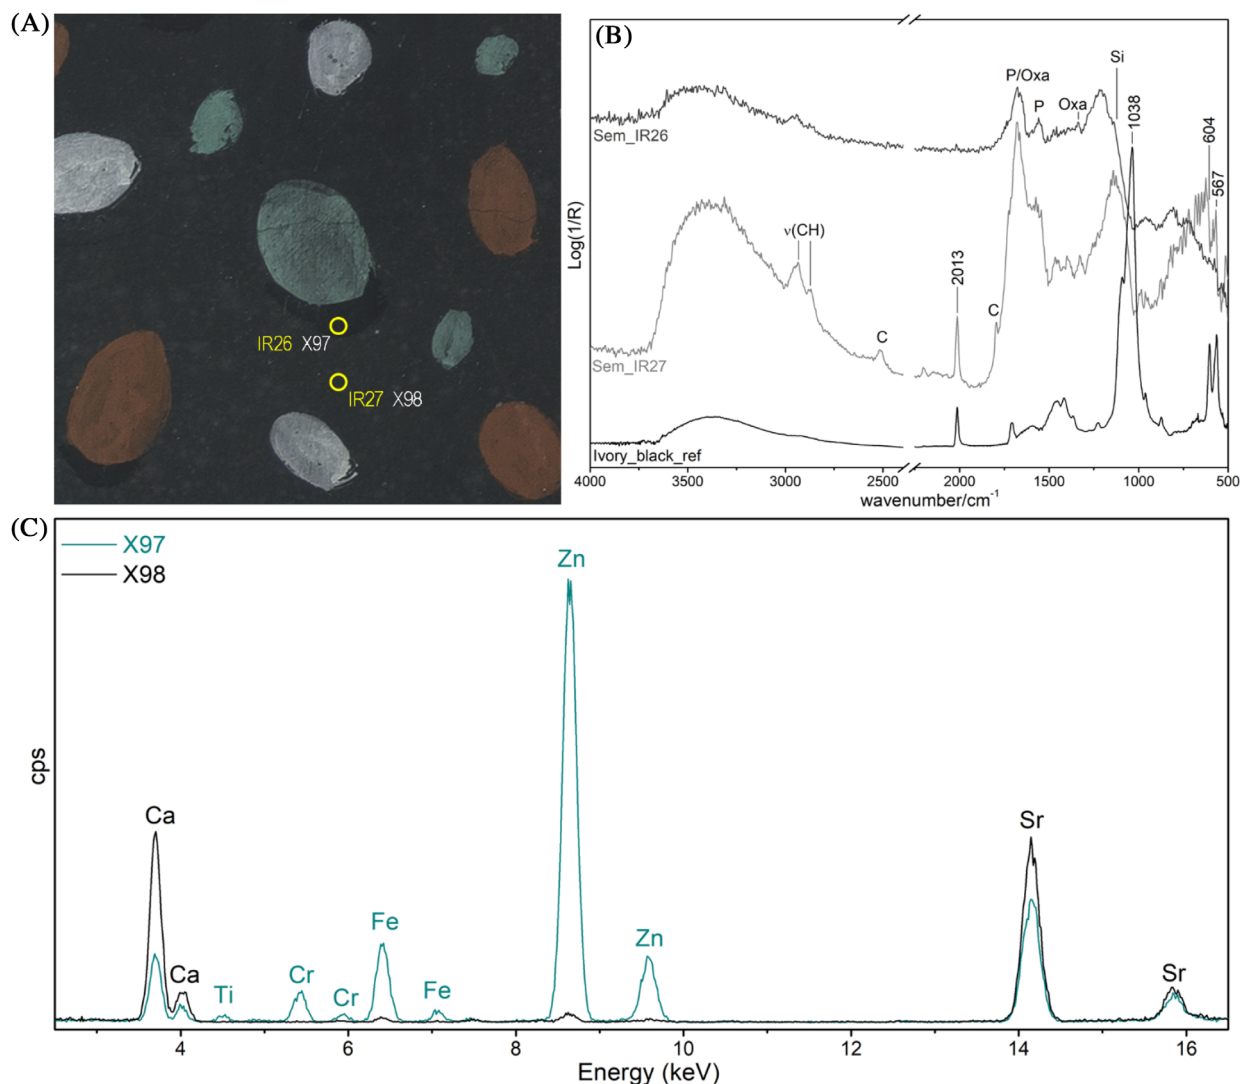 (A)
IR26 X97
IR27 X98
(B)
Log(1/R)
P/Oxa
P
Oxa
Si
1038
604
567
Sem_IR26
ν(CH)
2013
C
C
Sem_IR27
Ivory_black_ref
4000 3500 3000 2500 2000 1500 1000 500
wavenumber/cm-1
(C)
X97
X98
cps
Ca
Ca
Ti
Cr
Cr
Fe
Fe
Zn
Zn
Sr
Sr
4 6 8 10 12 14 16
Energy (keV)